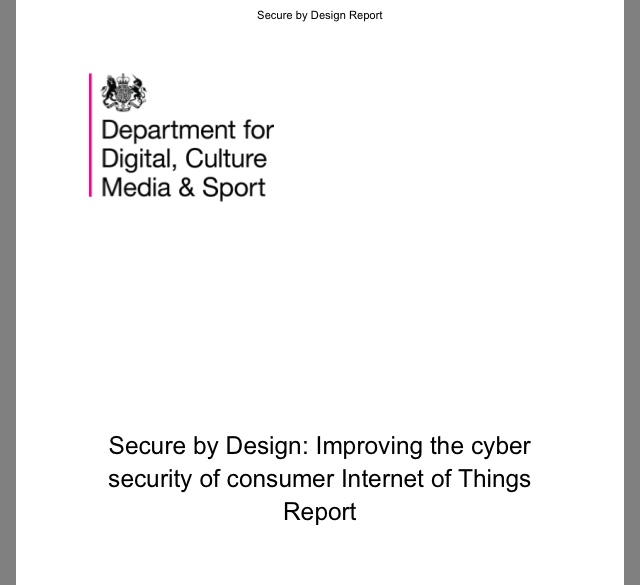 Secure by Design Report
Department for
Digital, Culture
Media & Sport
Secure by Design: Improving the cyber
security of consumer Internet of Things
Report